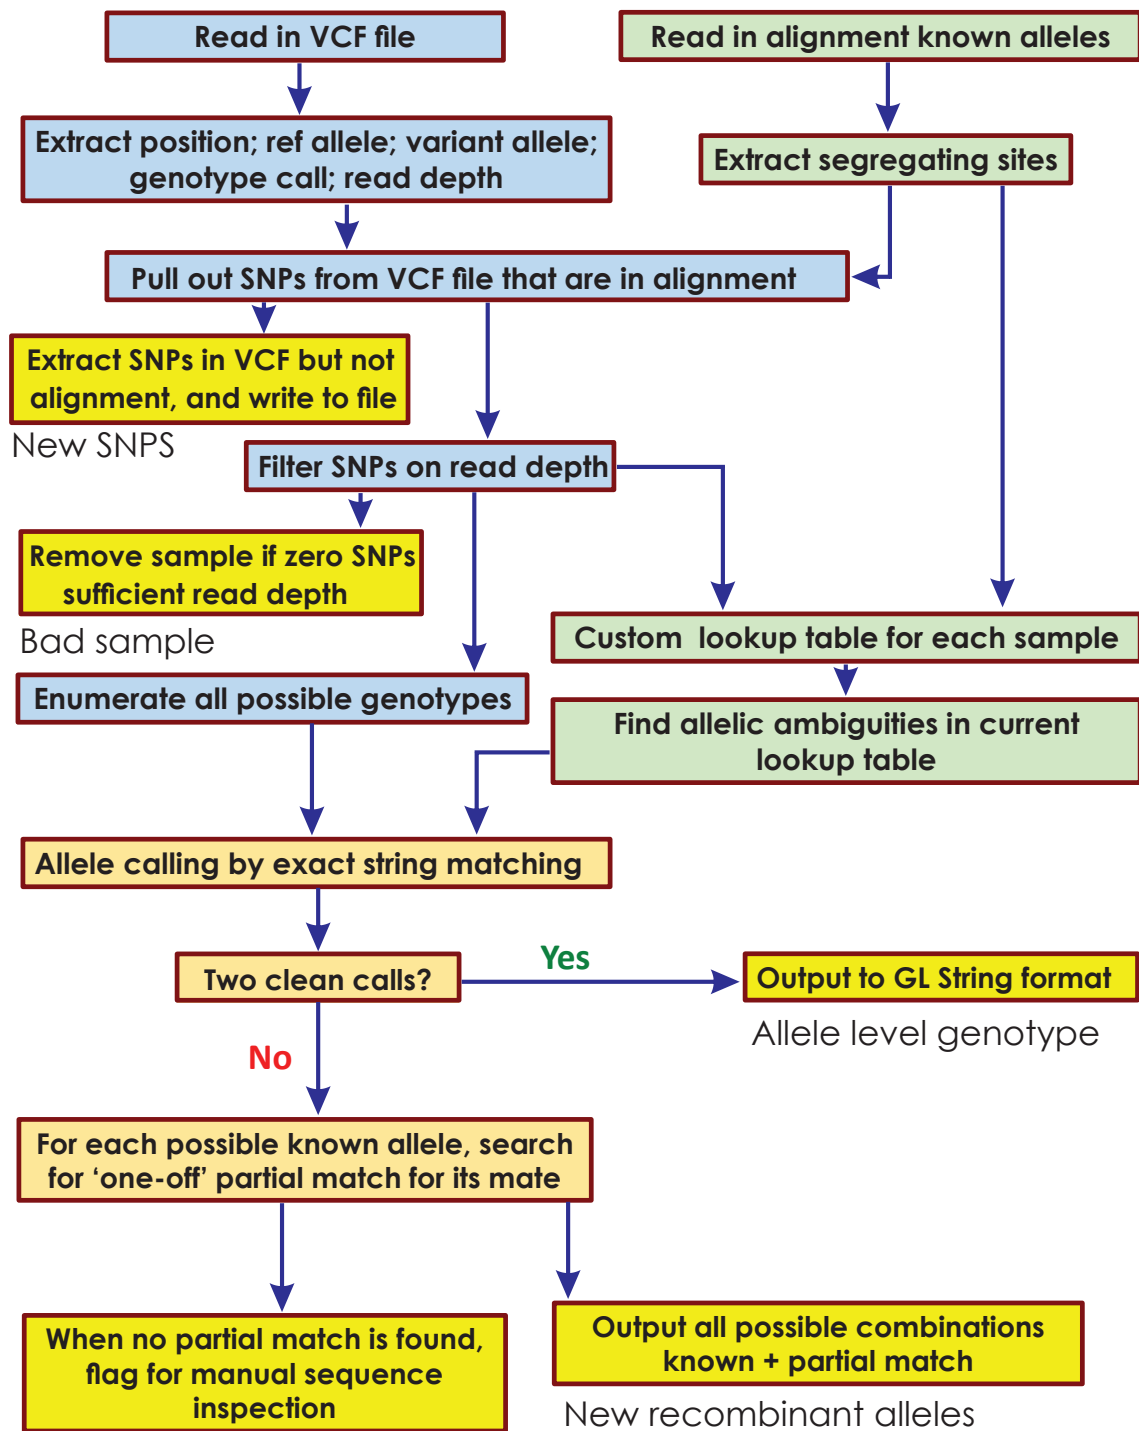 Read in VCF file
Read in alignment known alleles
Extract position; ref allele; variant allele;
genotype call; read depth
Extract segregating sites
Pull out SNPs from VCF file that are in alignment
Extract SNPs in VCF but not
alignment, and write to file
New SNPS
Filter SNPs on read depth
Remove sample if zero SNPs
sufficient read depth
Bad sample
Custom lookup table for each sample
Enumerate all possible genotypes
Find allelic ambiguities in current
lookup table
Allele calling by exact string matching
Two clean calls?
Yes
Output to GL String format
Allele level genotype
No
For each possible known allele, search
for ‘one-off’ partial match for its mate
When no partial match is found,
flag for manual sequence
inspection
Output all possible combinations
known + partial match
New recombinant alleles